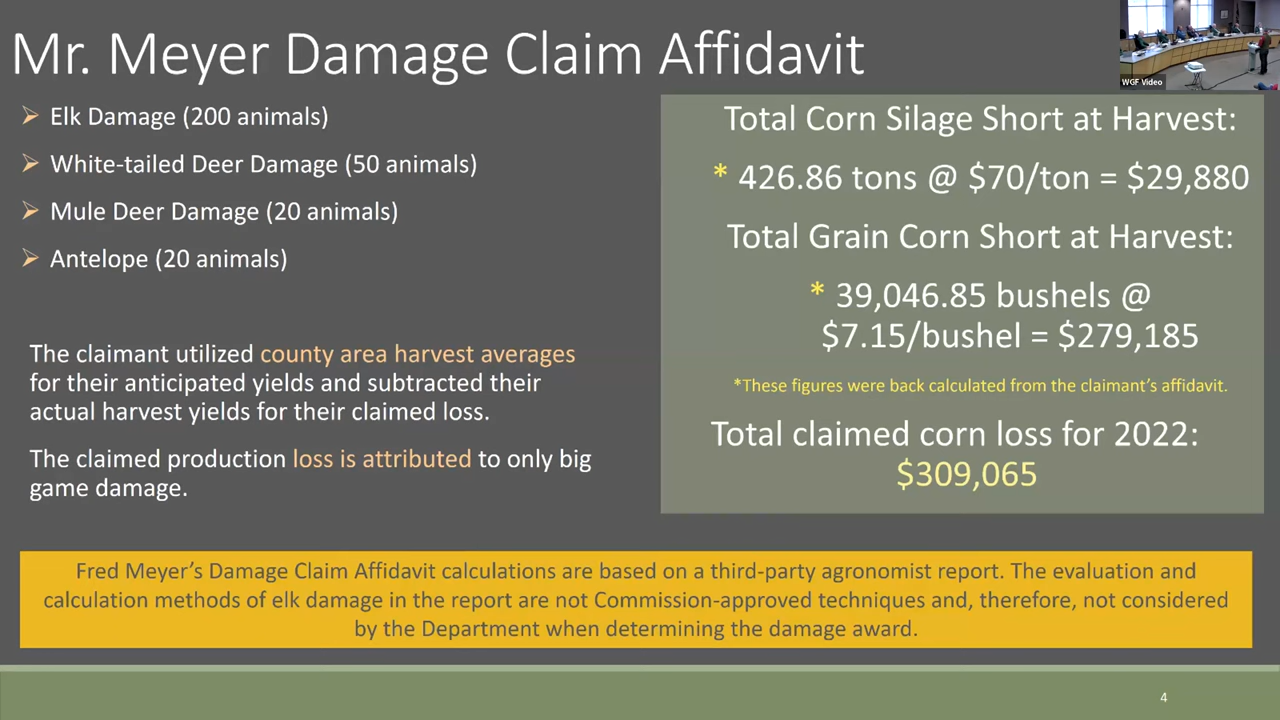 Mr. Meyer Damage Claim Affidavit
WGF Video
Elk Damage (200 animals)
White-tailed Deer Damage (50 animals)
Mule Deer Damage (20 animals)
Antelope (20 animals)
The claimant utilized county area harvest averages
for their anticipated yields and subtracted their
actual harvest yields for their claimed loss.
The claimed production loss is attributed to only big
game damage.
Total Corn Silage Short at Harvest:
* 426.86 tons @ $70/ton = $29,880
Total Grain Corn Short at Harvest:
* 39,046.85 bushels @
$7.15/bushel = $279,185
*These figures were back calculated from the claimant's affidavit.
Total claimed corn loss for 2022:
$309,065
Fred Meyer's Damage Claim Affidavit calculations are based on a third-party agronomist report. The evaluation and
calculation methods of elk damage in the report are not Commission-approved techniques and, therefore, not considered
by the Department when determining the damage award.
4